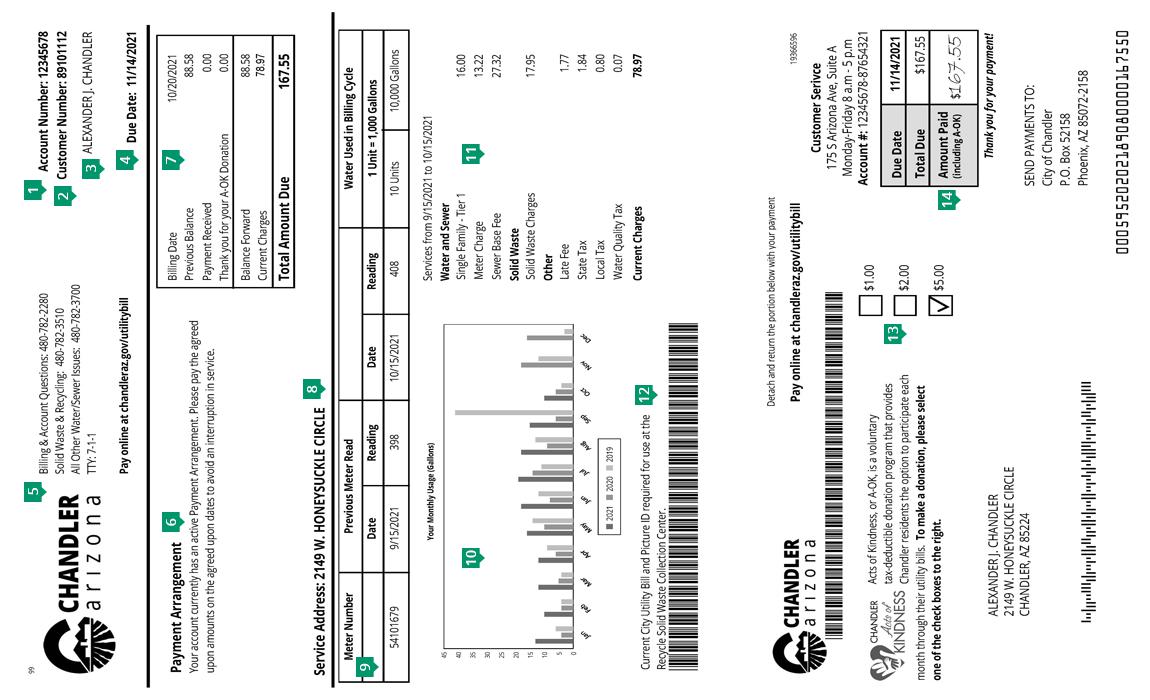 99
CHANDLER
arizona
5
Billing & Account Questions: 480-782-2280
Solid Waste & Recycling: 480-782-3510
All Other Water/Sewer Issues: 480-782-3700
TTY: 7-1-1
Pay online at chandleraz.gov/utilitybill
1
Account Number: 12345678
2
Customer Number: 89101112
3
ALEXANDER J. CHANDLER
4
Due Date: 11/14/2021
Payment Arrangement
6
Your account currently has an active Payment Arrangement. Please pay the agreed
upon amounts on the agreed upon dates to avoid an interruption in service.
7
Billing Date 10/20/2021
Previous Balance 88.58
Payment Received 0.00
Thank you for your A-OK Donation 0.00
Balance Forward 88.58
Current Charges 78.97
Total Amount Due 167.55
Service Address: 2149 W. HONEYSUCKLE CIRCLE
8
9
Meter Number Previous Meter Read Water Used in Billing Cycle
Date Reading Date Reading 1 Unit = 1,000 Gallons
54101679 9/15/2021 398 10/15/2021 408 10 Units 10,000 Gallons
Your Monthly Usage (Gallons)
10
45
40
35
30
25
20
15
10
5
0
Jan Feb Mar Apr May Jun Jul Aug Sep Oct Nov Dec
2021 2020 2019
Services from 9/15/2021 to 10/15/2021
Water and Sewer
11
Single Family - Tier 1 16.00
Meter Charge 13.22
Sewer Base Fee 27.32
Solid Waste
Solid Waste Charges 17.95
Other
Late Fee 1.77
State Tax 1.84
Local Tax 0.80
Water Quality Tax 0.07
Current Charges 78.97
12
Current City Utility Bill and Picture ID required for use at the
Recycle Solid Waste Collection Center.
Detach and return the portion below with your payment
19366596
Pay online at chandleraz.gov/utilitybill
CHANDLER
arizona
Customer Serivce
175 S Arizona Ave, Suite A
Monday-Friday 8 a.m - 5 p.m
Account #: 12345678-87654321
CHANDLER
Acts of
KINDNESS
Acts of Kindness, or A-OK, is a voluntary
tax-deductible donation program that provides
Chandler residents the option to participate each
month through their utility bills. To make a donation, please select
one of the check boxes to the right.
13
$1.00
$2.00
$5.00
Due Date 11/14/2021
Total Due $167.55
14
Amount Paid $167.55
(including A-OK)
Thank you for your payment!
ALEXANDER J. CHANDLER
2149 W. HONEYSUCKLE CIRCLE
CHANDLER, AZ 85224
SEND PAYMENTS TO:
City of Chandler
P.O. Box 52158
Phoenix, AZ 85072-2158
000595202021895080000167550